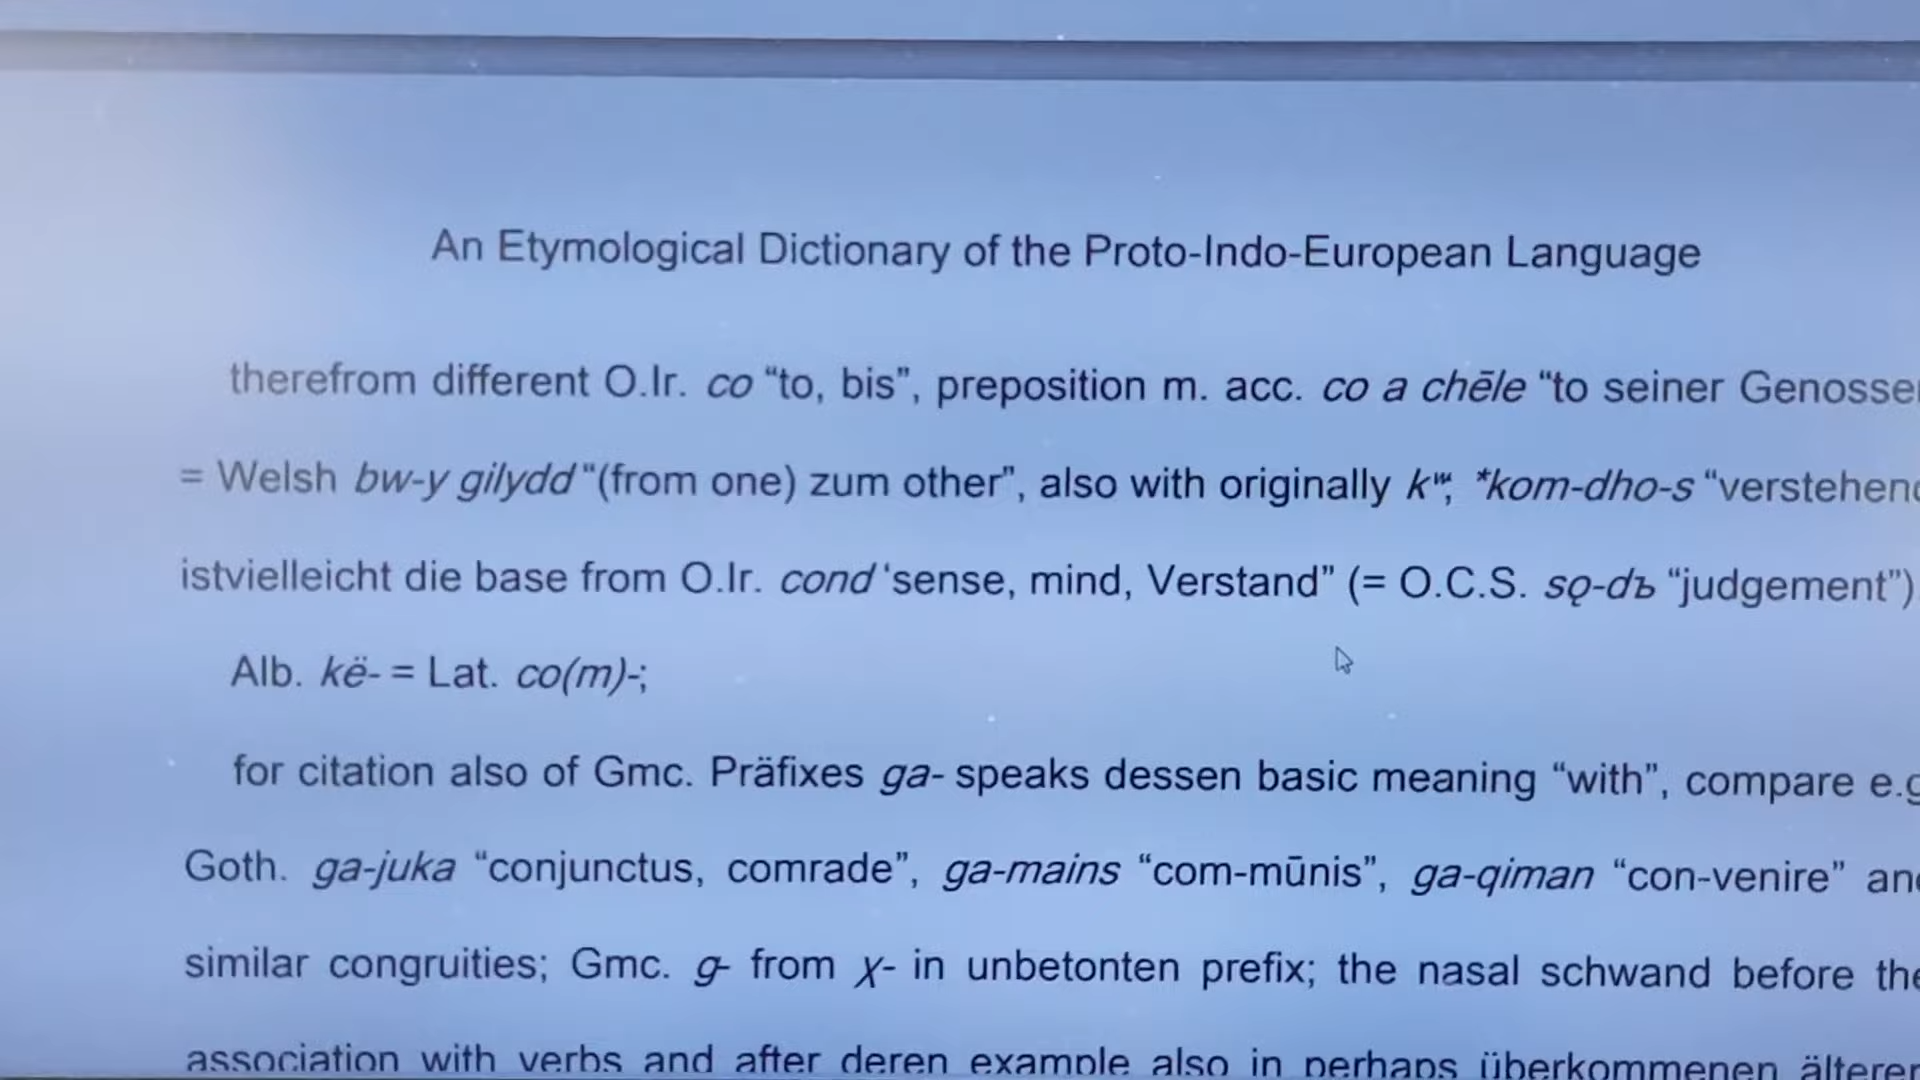 An Etymological Dictionary of the Proto-Indo-European Language
therefrom different O.Ir. co “to, bis”, preposition m. acc. co a chēle “to seiner
= Welsh bw-y gilydd “(from one) zum other”, also with originally kʷ; *kom-dho-s
istvielleicht die base from O.Ir. cond ‘sense, mind, Verstand” (= O.C.S. sǫ-dъ “judgement”)
Alb. kë- = Lat. co(m)-;
for citation also of Gmc. Präfixes ga- speaks dessen basic meaning “with”, compare
Goth. ga-juka “conjunctus, comrade”, ga-mains “com-mūnis”, ga-qiman “con-venire”
similar congruities; Gmc. g- from χ- in unbetonten prefix; the nasal schwand before
association with verbs and after deren example also in perhaps überkommenen